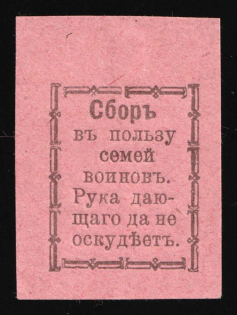 Сборъ
въ пользу
семей
воиновъ.
Рука даю-
щаго да не
оскудѣетъ.